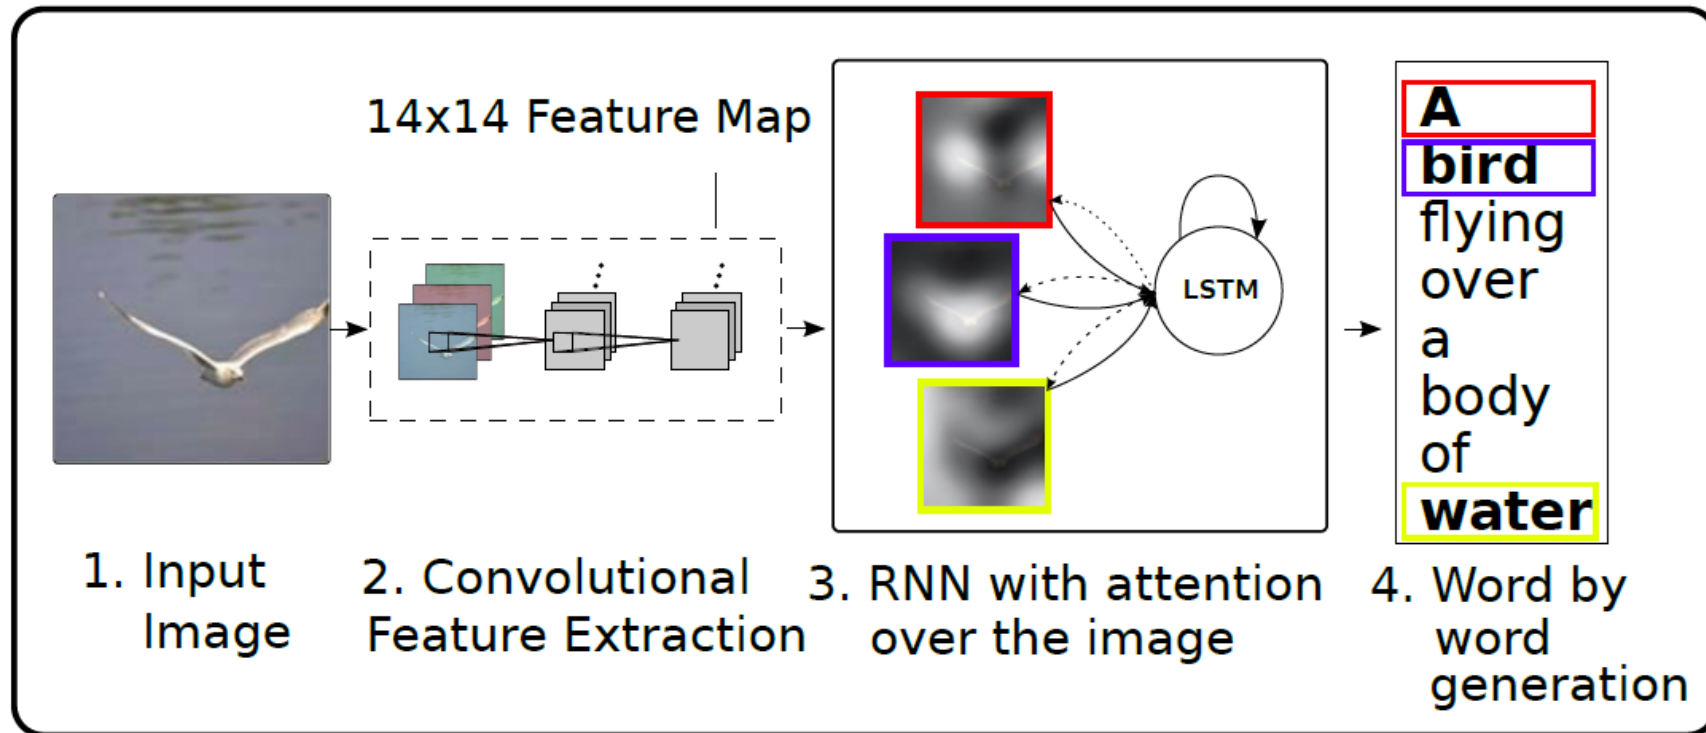 14x14 Feature Map
LSTM
A
bird
flying
over
a
body
of
water
1. Input
Image
2. Convolutional
Feature Extraction
3. RNN with attention
over the image
4. Word by
word
generation